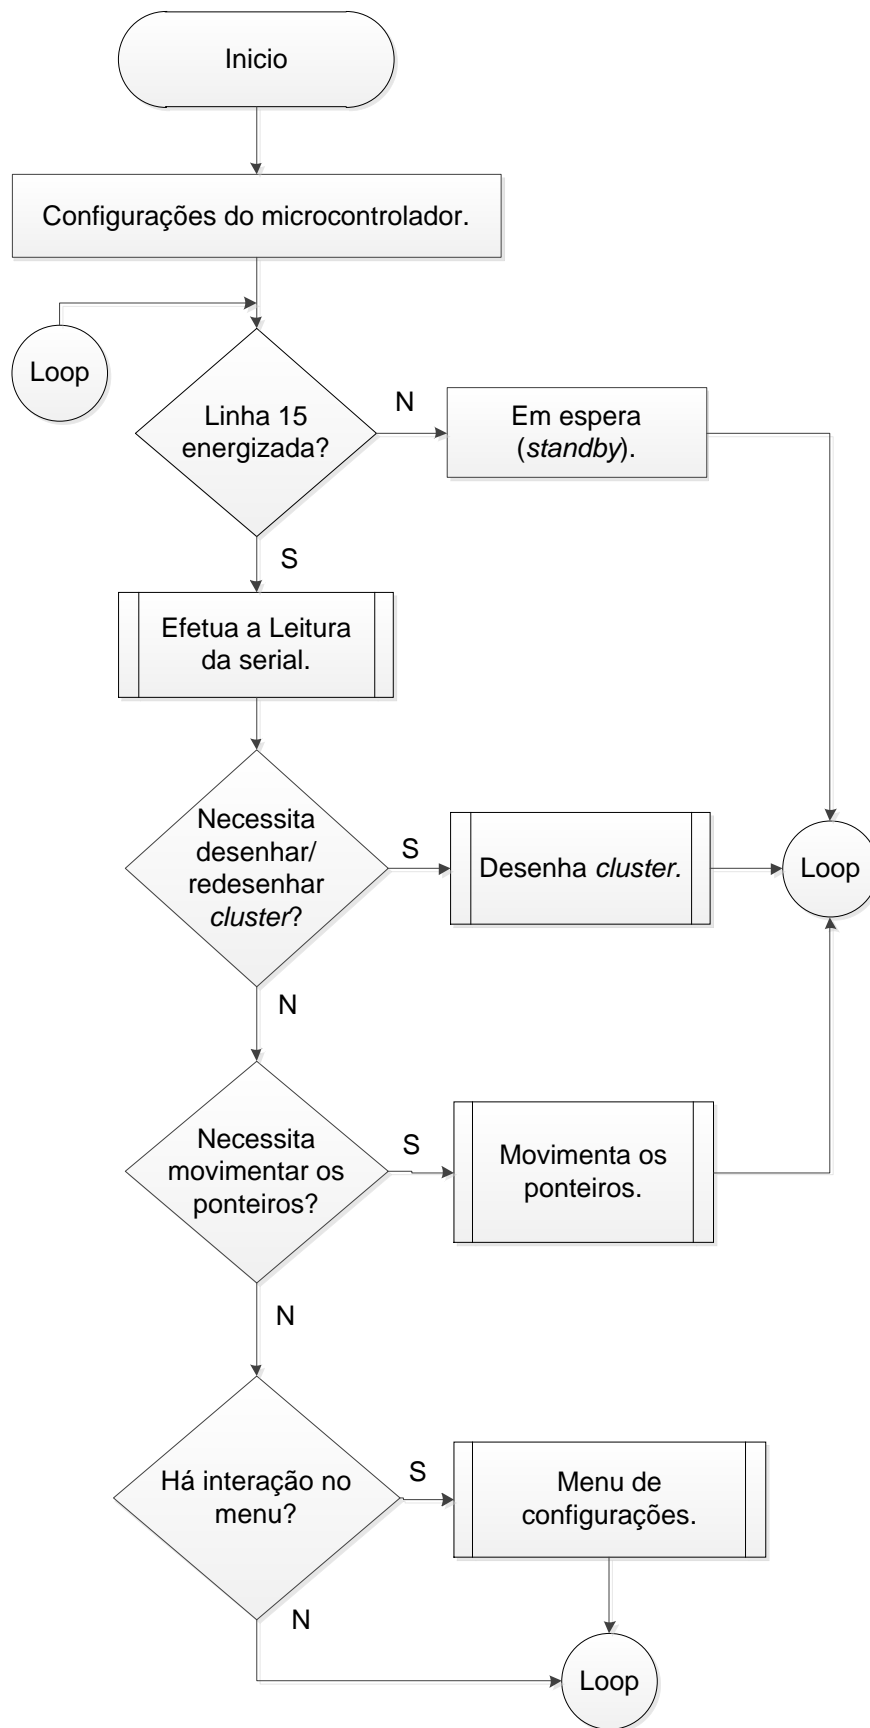 Inicio
Configurações do microcontrolador.
Loop
Linha 15
energizada?
N
Em espera
(standby).
S
Efetua a Leitura
da serial.
Necessita
desenhar/
redesenhar
cluster?
S
Desenha cluster.
Loop
N
Necessita
movimentar os
ponteiros?
S
Movimenta os
ponteiros.
N
Há interação no
menu?
S
Menu de
configurações.
N
Loop